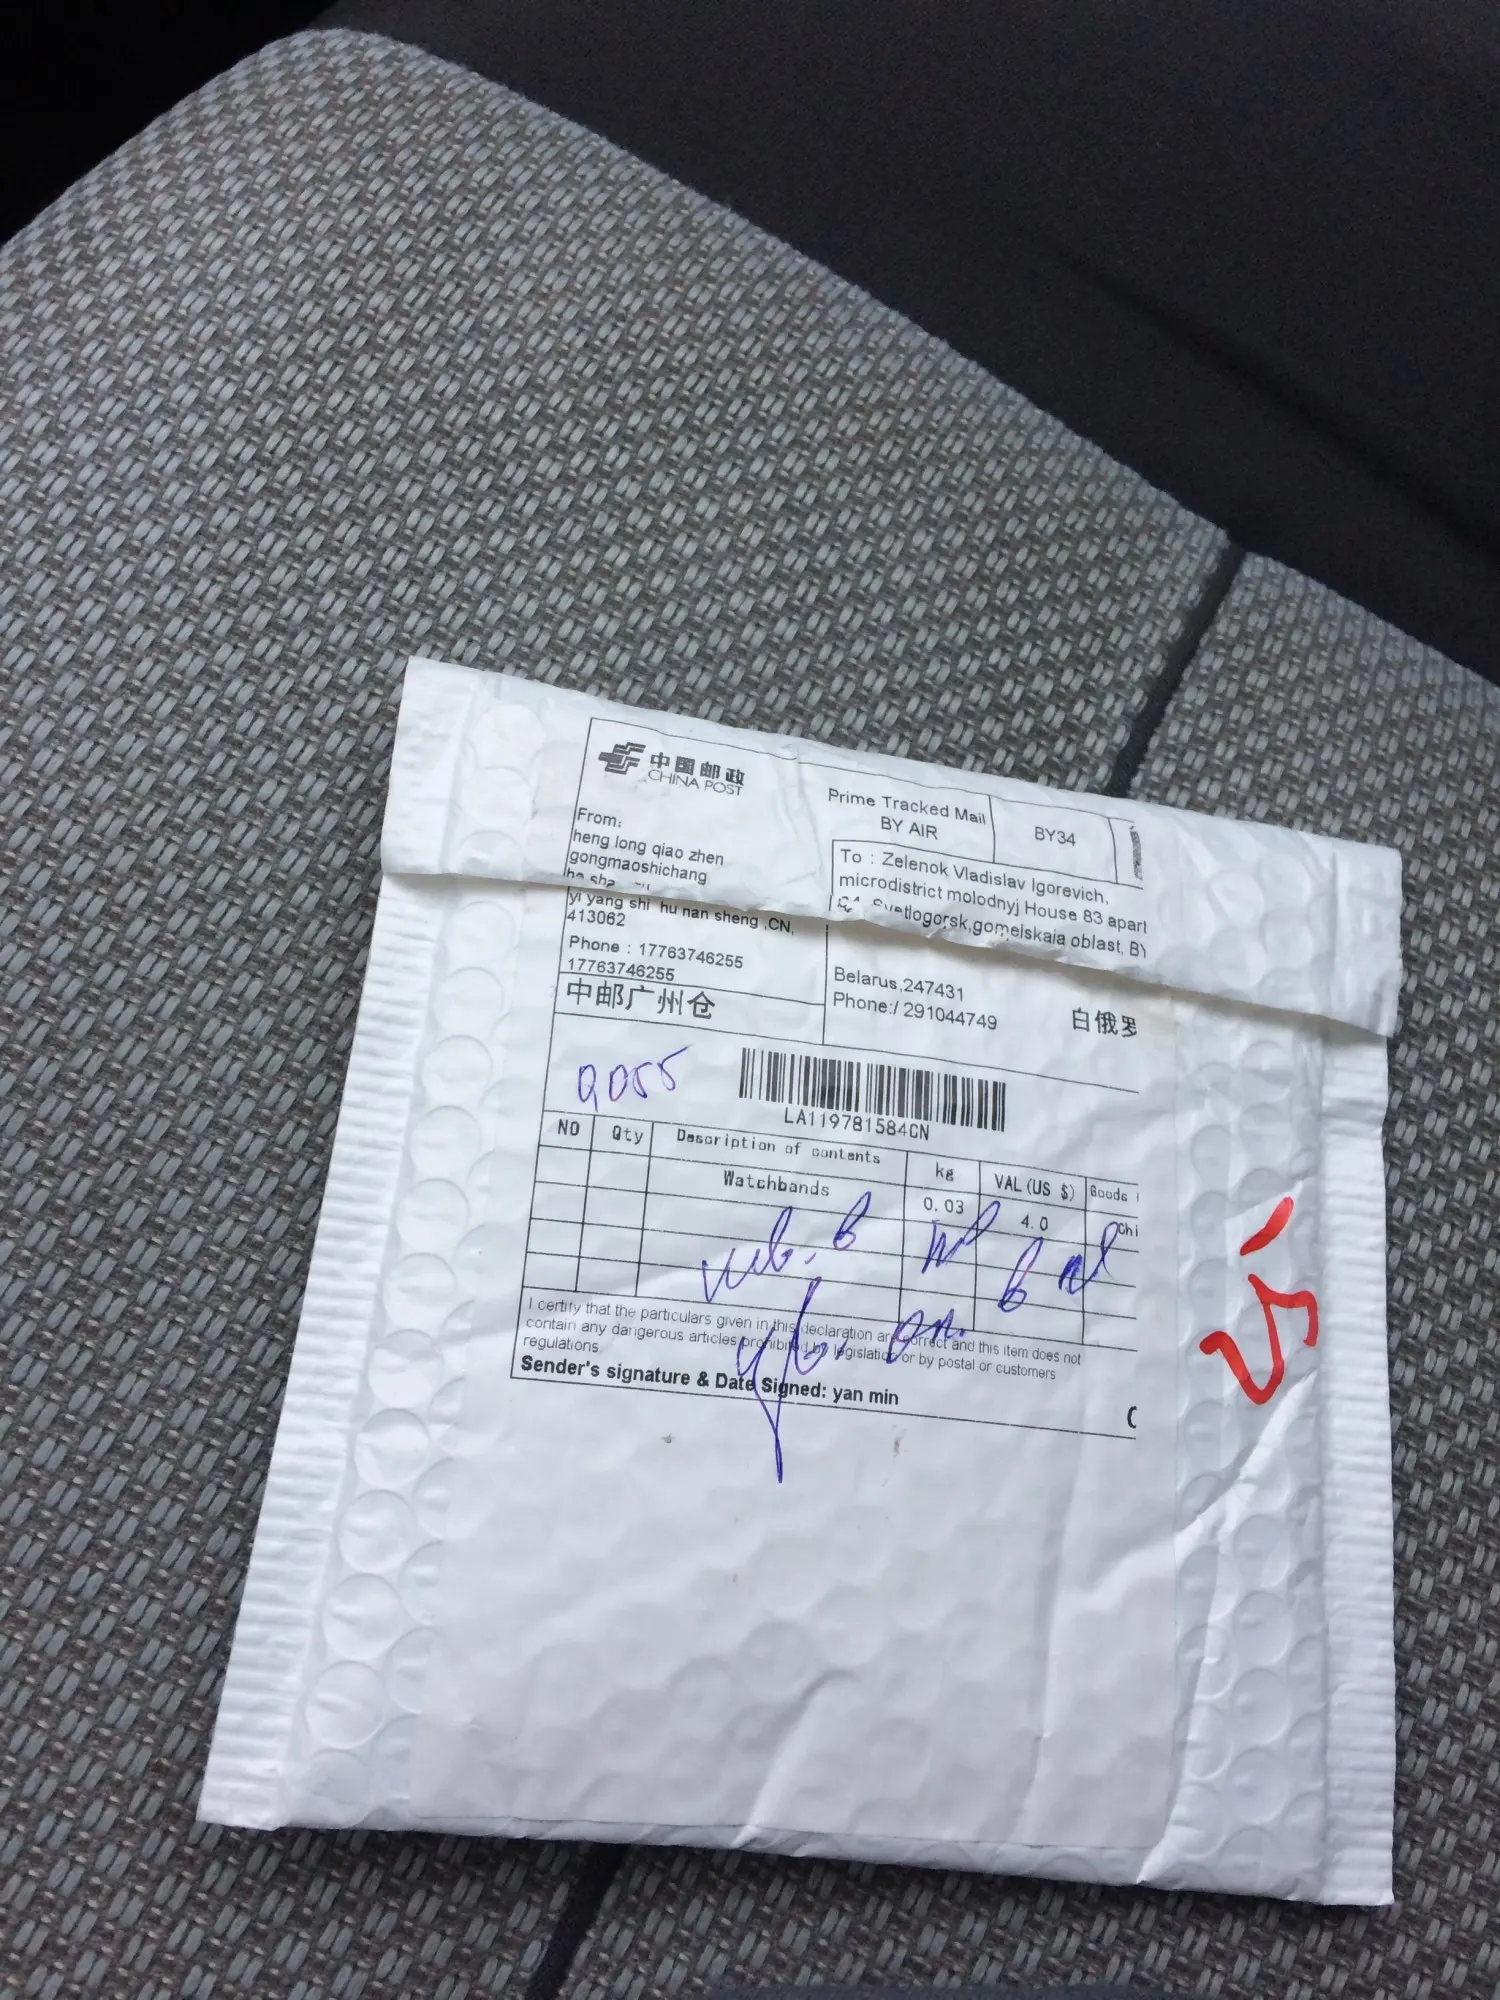 中国邮政
CHINA POST
Prime Tracked Mail
BY AIR
BY34
From:
heng long qiao zhen
gongmaoshichang
yi yang shi hu nan sheng ,CN,
413062
Phone : 17763746255
17763746255
中邮广州仓
To : Zelenok Vladislav Igorevich,
microdistrict molodnyj House 83 apart
Svetlogorsk,gomelskaia oblast,
Belarus,247431
Phone:/ 291044749
白俄罗
9055
LA119781584CN
NO Qty Description of contents kg VAL(US $) Goods
Watchbands 0.03 4.0 Chi
I certify that the particulars given in this declaration are correct and this item does not
contain any dangerous articles prohibited by legislation or by postal or customers
regulations
Sender's signature & Date Signed: yan min